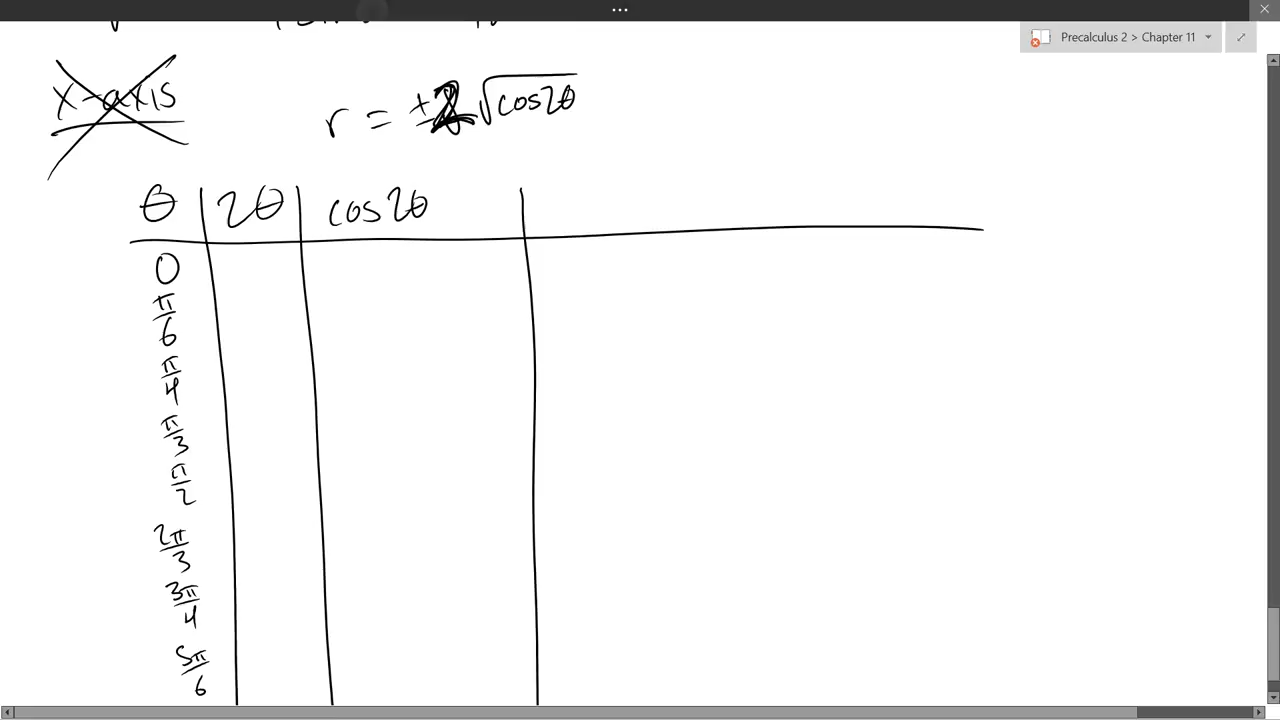 Precalculus 2 > Chapter 11
x-axis
r = ± √cos2θ
θ 2θ cos2θ
0
π/6
π/4
π/3
π/2
2π/3
3π/4
5π/6